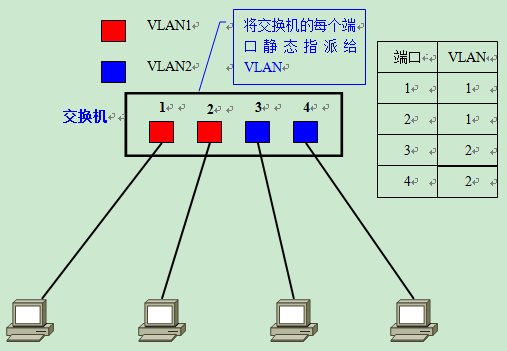 VLAN1
VLAN2
将交换机的每个端
口静态指派给
VLAN
交换机
1 2 3 4
端口 VLAN
1 1
2 1
3 2
4 2